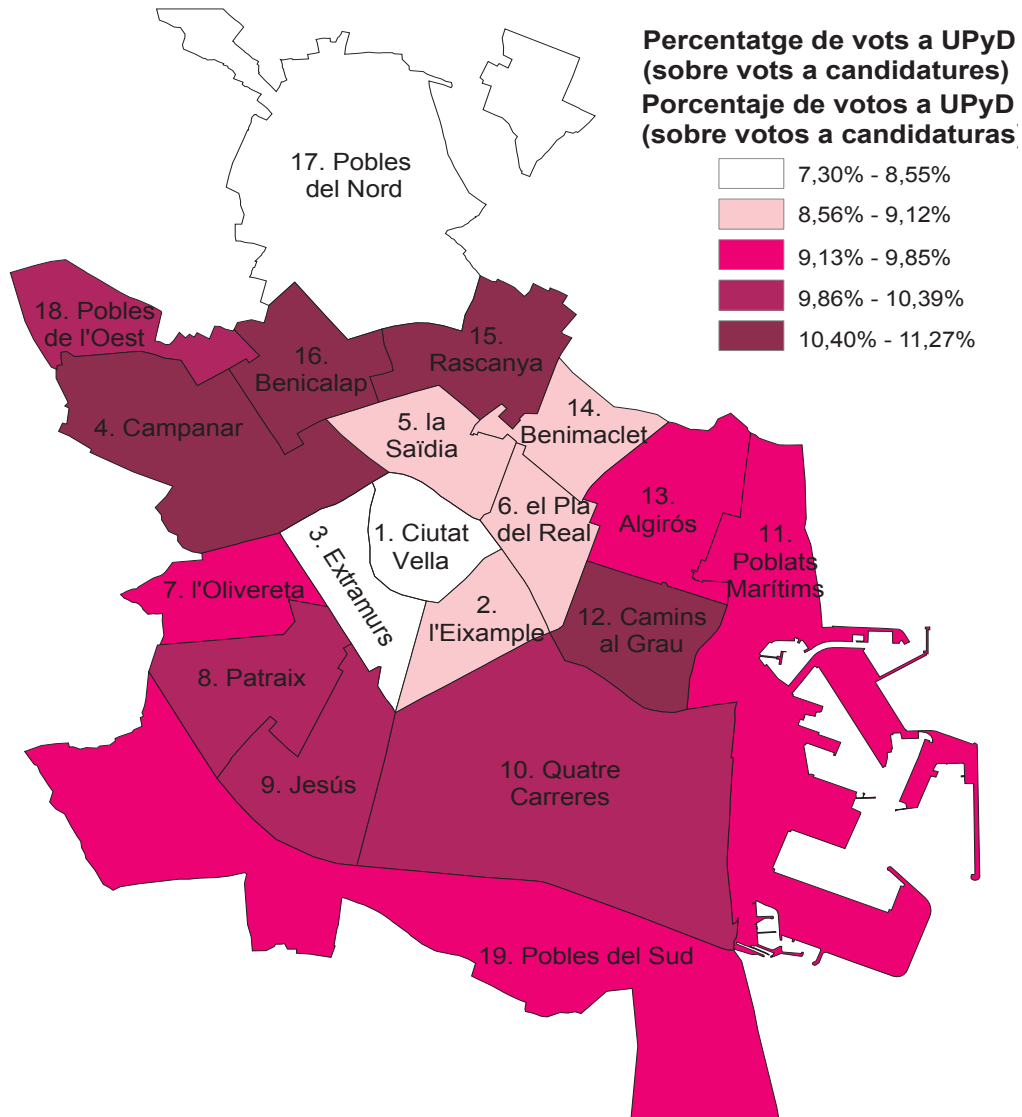 Percentatge de vots a UPyD
(sobre vots a candidatures)
Porcentaje de votos a UPyD
(sobre votos a candidaturas)
7,30% - 8,55%
8,56% - 9,12%
9,13% - 9,85%
9,86% - 10,39%
10,40% - 11,27%
17. Pobles
del Nord
18. Pobles
de l'Oest
16.
Benicalap
15.
Rascanya
4. Campanar
5. la
Saïdia
14.
Benimaclet
6. el Pla
del Real
13.
Algirós
11.
Poblats
Marítims
1. Ciutat
Vella
3. Extramurs
7. l'Olivereta
2.
l'Eixample
12. Camins
al Grau
8. Patraix
9. Jesús
10. Quatre
Carreres
19. Pobles del Sud